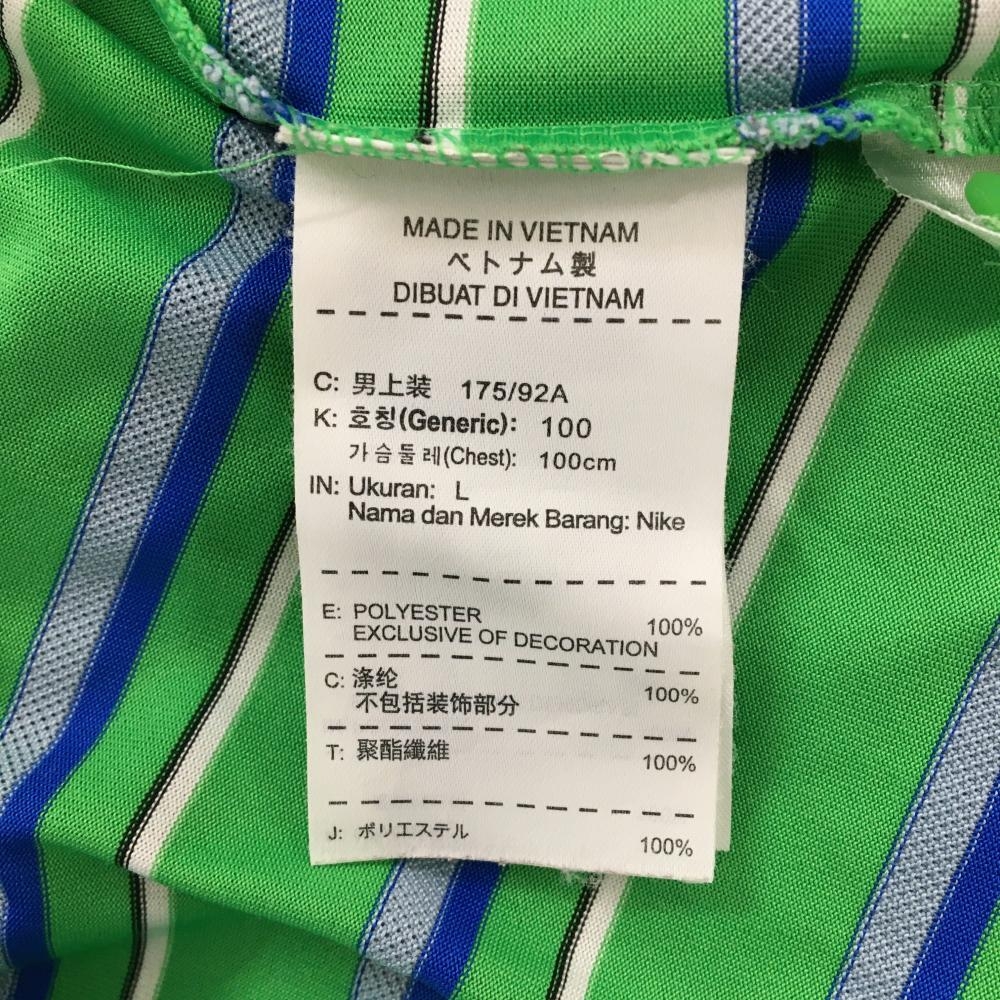 MADE IN VIETNAM
ベトナム製
DIBUAT DI VIETNAM
C: 男上装 175/92A
K: 호칭(Generic): 100
가슴둘레(Chest): 100cm
IN: Ukuran: L
Nama dan Merek Barang: Nike
E: POLYESTER 100%
EXCLUSIVE OF DECORATION
C: 涤纶 100%
不包括装饰部分
T: 聚酯纖維 100%
J: ポリエステル 100%